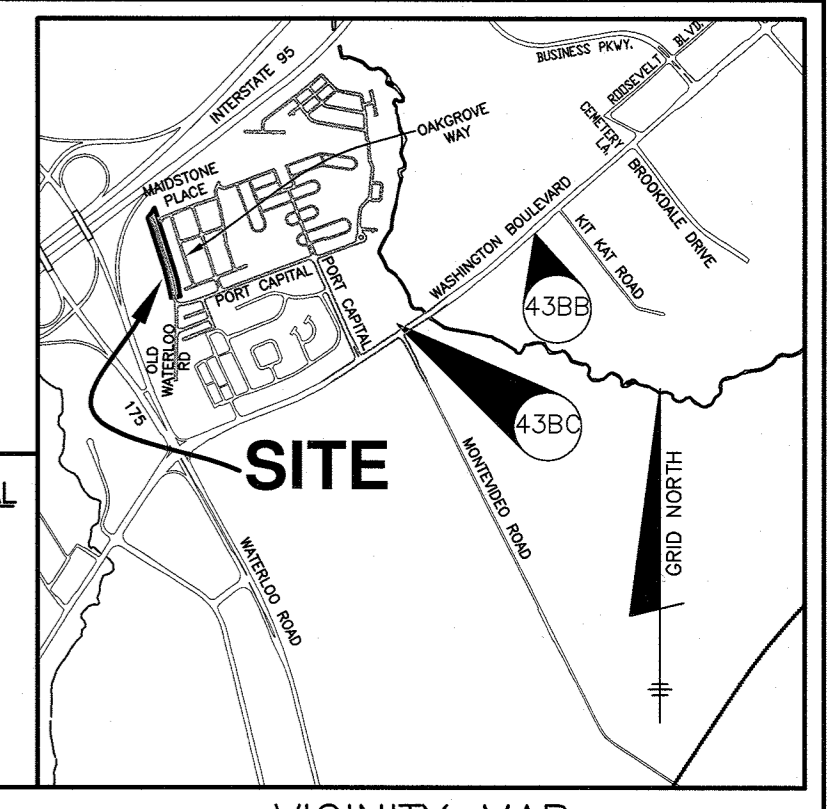 BUSINESS PKWY.
ROOSEVELT BLVD.
INTERSTATE 95
CEMETERY
LA.
OAKGROVE
WAY
MAIDSTONE
PLACE
BROOKDALE DRIVE
WASHINGTON BOULEVARD
KIT KAT ROAD
PORT CAPITAL
PORT CAPITAL
43BB
OLD
WATERLOO
RD
175
43BC
SITE
MONTEVIDEO ROAD
GRID NORTH
WATERLOO ROAD
VICINITY MAP